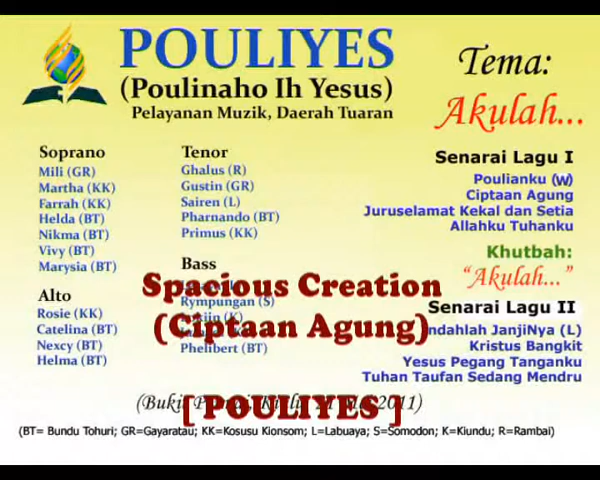 POULIYES
(Poulinaho Ih Yesus)
Pelayanan Muzik, Daerah Tuaran
Tema:
Akulah...
Soprano
Mili (GR)
Martha (KK)
Farrah (KK)
Helda (BT)
Nikma (BT)
Vivy (BT)
Marysia (BT)
Alto
Rosie (KK)
Catelina (BT)
Nexcy (BT)
Helma (BT)
Tenor
Ghalus (R)
Gustin (GR)
Sairen (L)
Pharnando (BT)
Primus (KK)
Bass
Rympungan (S)
(K)
Phelibert (BT)
Senarai Lagu I
Poulianku (W)
Ciptaan Agung
Juruselamat Kekal dan Setia
Allahku Tuhanku
Khutbah:
"Akulah..."
Senarai Lagu II
JanjiNya (L)
Kristus Bangkit
Yesus Pegang Tanganku
Tuhan Taufan Sedang Mendru
Spacious Creation
(Ciptaan Agung)
[ POULIYES ]
2011)
(BT= Bundu Tohuri; GR=Gayaratau; KK=Kosusu Kionsom; L=Labuaya; S=Somodon; K=Kiundu; R=Rambai)